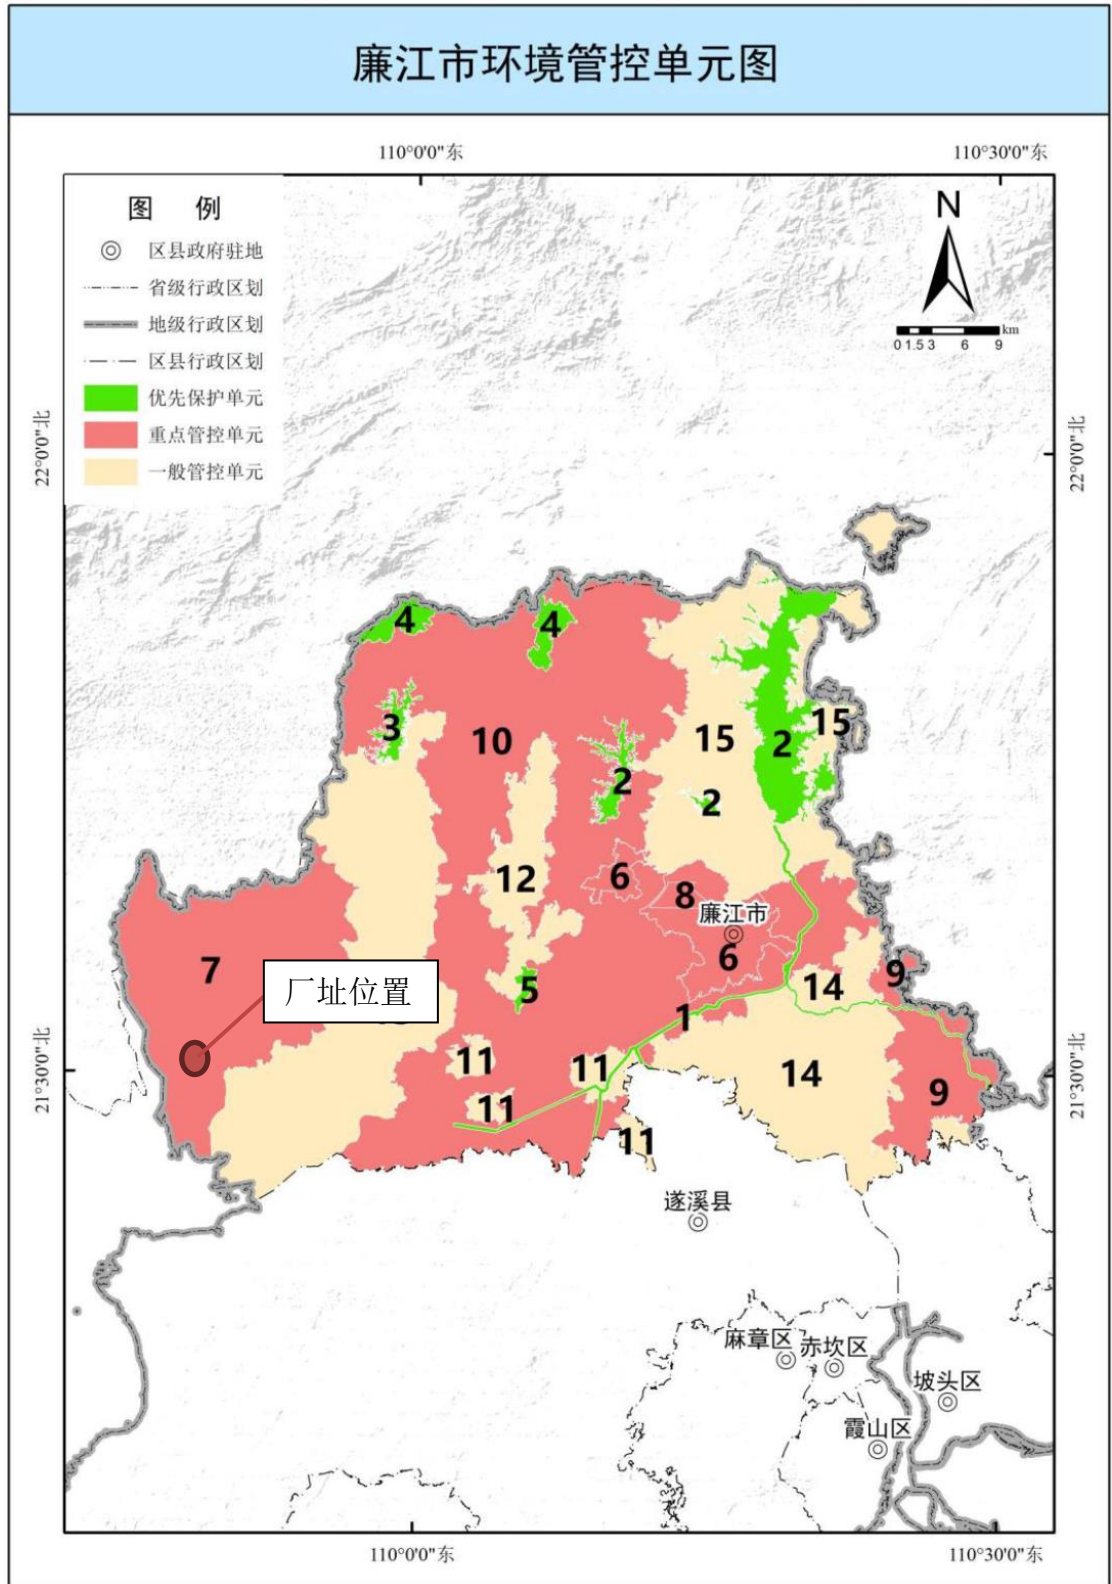 廉江市环境管控单元图
110°0'0"东
110°30'0"东
图 例
区县政府驻地
省级行政区划
地级行政区划
区县行政区划
优先保护单元
重点管控单元
一般管控单元
N
km
0 1.5 3 6 9
22°0'0"北
22°0'0"北
4
4
3
10
15
2
15
2
2
12
6
8
廉江市
6
7
厂址位置
5
14
9
1
11
11
14
9
11
11
21°30'0"北
21°30'0"北
遂溪县
麻章区
赤坎区
坡头区
霞山区
110°0'0"东
110°30'0"东